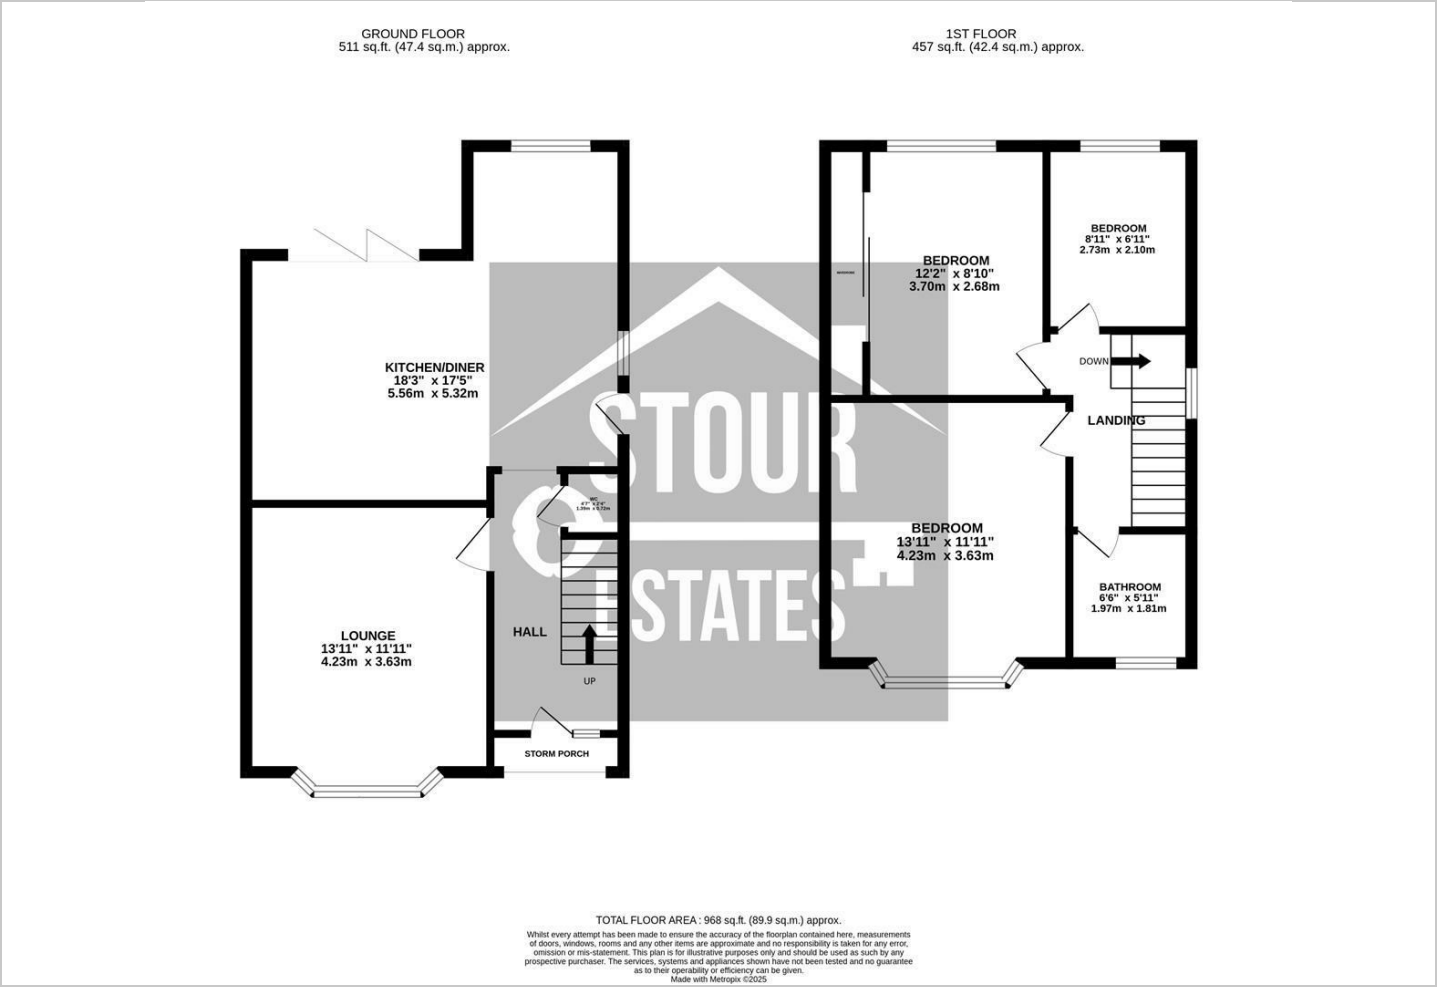 GROUND FLOOR
511 sq.ft. (47.4 sq.m.) approx.
1ST FLOOR
457 sq.ft. (42.4 sq.m.) approx.
KITCHEN/DINER
18'3" x 17'5"
5.56m x 5.32m
WC
1.39m x 0.72m
LOUNGE
13'11" x 11'11"
4.23m x 3.63m
HALL
UP
STORM PORCH
BEDROOM
12'2" x 8'10"
3.70m x 2.68m
BEDROOM
8'11" x 6'11"
2.73m x 2.10m
DOWN
LANDING
BEDROOM
13'11" x 11'11"
4.23m x 3.63m
BATHROOM
6'6" x 5'11"
1.97m x 1.81m
STOUR
ESTATES
TOTAL FLOOR AREA : 968 sq.ft. (89.9 sq.m.) approx.
Whilst every attempt has been made to ensure the accuracy of the floorplan contained here, measurements
of doors, windows, rooms and any other items are approximate and no responsibility is taken for any error,
omission or mis-statement. This plan is for illustrative purposes only and should be used as such by any
prospective purchaser. The services, systems and appliances shown have not been tested and no guarantee
as to their operability or efficiency can be given.
Made with Metropix ©2025